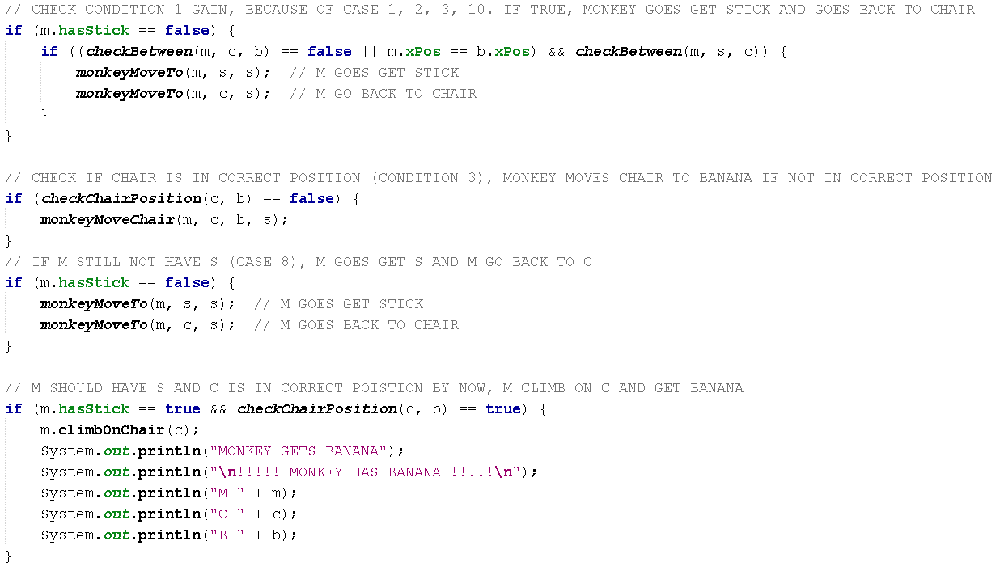 // CHECK CONDITION 1 GAIN, BECAUSE OF CASE 1, 2, 3, 10. IF TRUE, MONKEY GOES GET STICK AND GOES BACK TO CHAIR
if (m.hasStick == false) {
    if ((checkBetween(m, c, b) == false || m.xPos == b.xPos) && checkBetween(m, s, c)) {
        monkeyMoveTo(m, s, s);  // M GOES GET STICK
        monkeyMoveTo(m, c, s);  // M GO BACK TO CHAIR
    }
}

// CHECK IF CHAIR IS IN CORRECT POSITION (CONDITION 3), MONKEY MOVES CHAIR TO BANANA IF NOT IN CORRECT POSITION
if (checkChairPosition(c, b) == false) {
    monkeyMoveChair(m, c, b, s);
}
// IF M STILL NOT HAVE S (CASE 8), M GOES GET S AND M GO BACK TO C
if (m.hasStick == false) {
    monkeyMoveTo(m, s, s);  // M GOES GET STICK
    monkeyMoveTo(m, c, s);  // M GOES BACK TO CHAIR
}

// M SHOULD HAVE S AND C IS IN CORRECT POISTION BY NOW, M CLIMB ON C AND GET BANANA
if (m.hasStick == true && checkChairPosition(c, b) == true) {
    m.climbOnChair(c);
    System.out.println("MONKEY GETS BANANA");
    System.out.println("\n!!!!! MONKEY HAS BANANA !!!!!\n");
    System.out.println("M " + m);
    System.out.println("C " + c);
    System.out.println("B " + b);
}